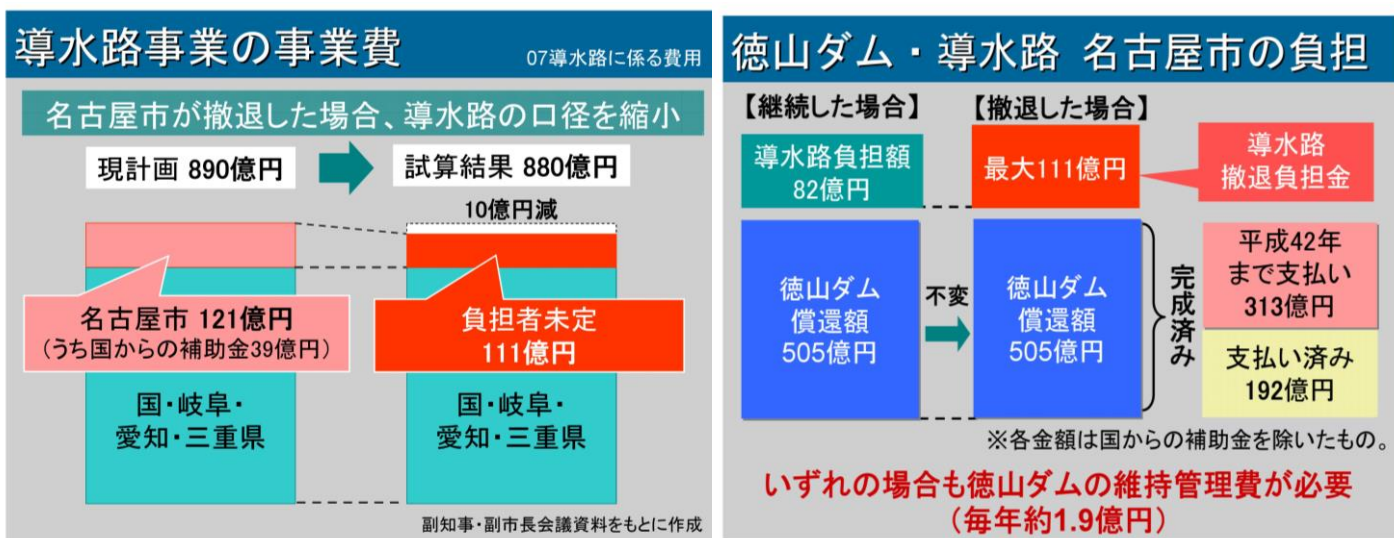 導水路事業の事業費
07導水路に係る費用
名古屋市が撤退した場合、導水路の口径を縮小
現計画 890億円
試算結果 880億円
10億円減
名古屋市 121億円
(うち国からの補助金39億円)
負担者未定
111億円
国・岐阜・
愛知・三重県
国・岐阜・
愛知・三重県
副知事・副市長会議資料をもとに作成
徳山ダム・導水路 名古屋市の負担
【継続した場合】
【撤退した場合】
導水路負担額
82億円
最大111億円
導水路
撤退負担金
徳山ダム
償還額
505億円
不変
徳山ダム
償還額
505億円
完成済み
平成42年
まで支払い
313億円
支払い済み
192億円
※各金額は国からの補助金を除いたもの。
いずれの場合も徳山ダムの維持管理費が必要
(毎年約1.9億円)